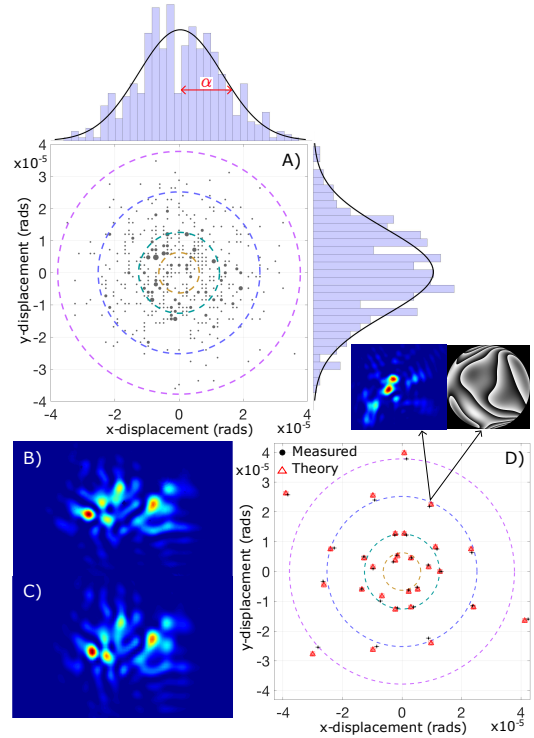 α
A)
x10-5
4
3
2
1
0
-1
-2
-3
-4
y-displacement (rads)
-4
-2
0
2
4
x10-5
x-displacement (rads)
B)
C)
D)
Measured
Theory
x10-5
4
3
2
1
0
-1
-2
-3
-4
y-displacement (rads)
-4
-2
0
2
4
x-displacement (rads)
x10-5